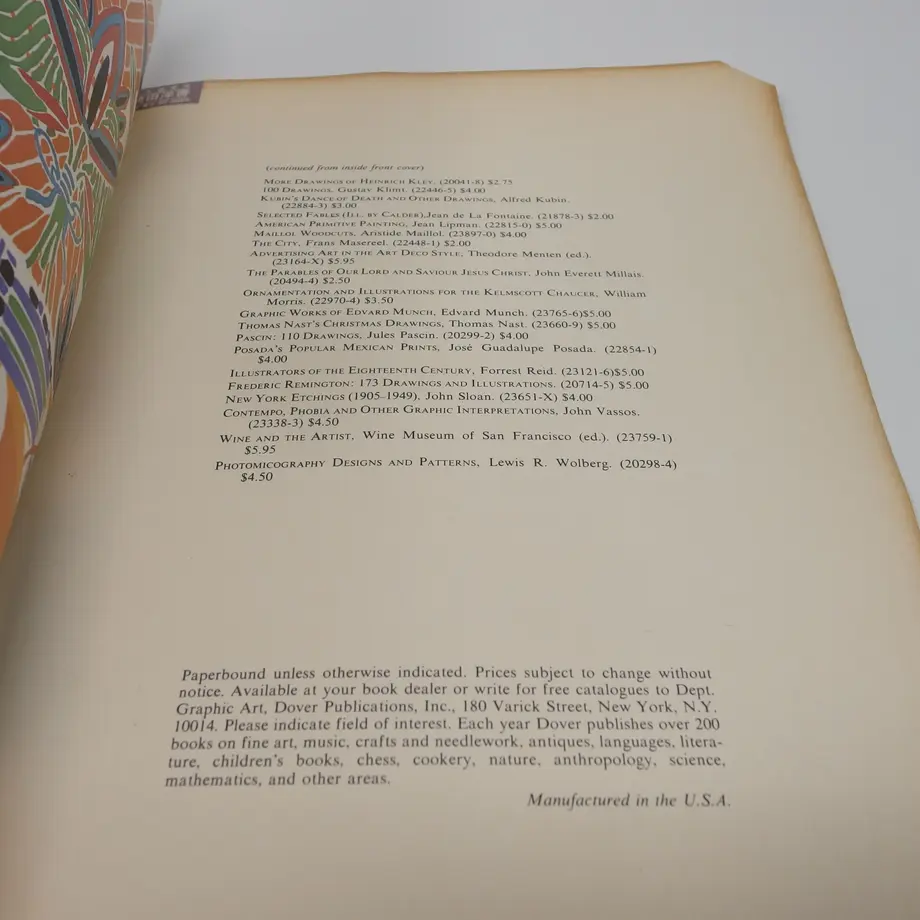 (continued from inside front cover)
More Drawings of Heinrich Kley. (20041-8) $2.75
100 Drawings, Gustav Klimt. (22446-5) $4.00
Kubin's Dance of Death and Other Drawings, Alfred Kubin.
(22884-3) $3.00
Selected Fables (Ill. by Calder),Jean de La Fontaine. (21878-3) $2.00
American Primitive Painting, Jean Lipman. (22815-0) $5.00
Maillol Woodcuts, Aristide Maillol. (23897-0) $4.00
The City, Frans Masereel. (22448-1) $2.00
Advertising Art in the Art Deco Style, Theodore Menten (ed.).
(23164-X) $5.95
The Parables of Our Lord and Saviour Jesus Christ, John Everett Millais.
(20494-4) $2.50
Ornamentation and Illustrations for the Kelmscott Chaucer, William
Morris. (22970-4) $3.50
Graphic Works of Edvard Munch, Edvard Munch. (23765-6)$5.00
Thomas Nast's Christmas Drawings, Thomas Nast. (23660-9) $5.00
Pascin: 110 Drawings, Jules Pascin. (20299-2) $4.00
Posada's Popular Mexican Prints, José Guadalupe Posada. (22854-1)
$4.00
Illustrators of the Eighteenth Century, Forrest Reid. (23121-6)$5.00
Frederic Remington: 173 Drawings and Illustrations. (20714-5) $5.00
New York Etchings (1905–1949), John Sloan. (23651-X) $4.00
Contempo, Phobia and Other Graphic Interpretations, John Vassos.
(23338-3) $4.50
Wine and the Artist, Wine Museum of San Francisco (ed.). (23759-1)
$5.95
Photomicography Designs and Patterns, Lewis R. Wolberg. (20298-4)
$4.50
Paperbound unless otherwise indicated. Prices subject to change without
notice. Available at your book dealer or write for free catalogues to Dept.
Graphic Art, Dover Publications, Inc., 180 Varick Street, New York, N.Y.
10014. Please indicate field of interest. Each year Dover publishes over 200
books on fine art, music, crafts and needlework, antiques, languages, litera-
ture, children's books, chess, cookery, nature, anthropology, science,
mathematics, and other areas.
Manufactured in the U.S.A.